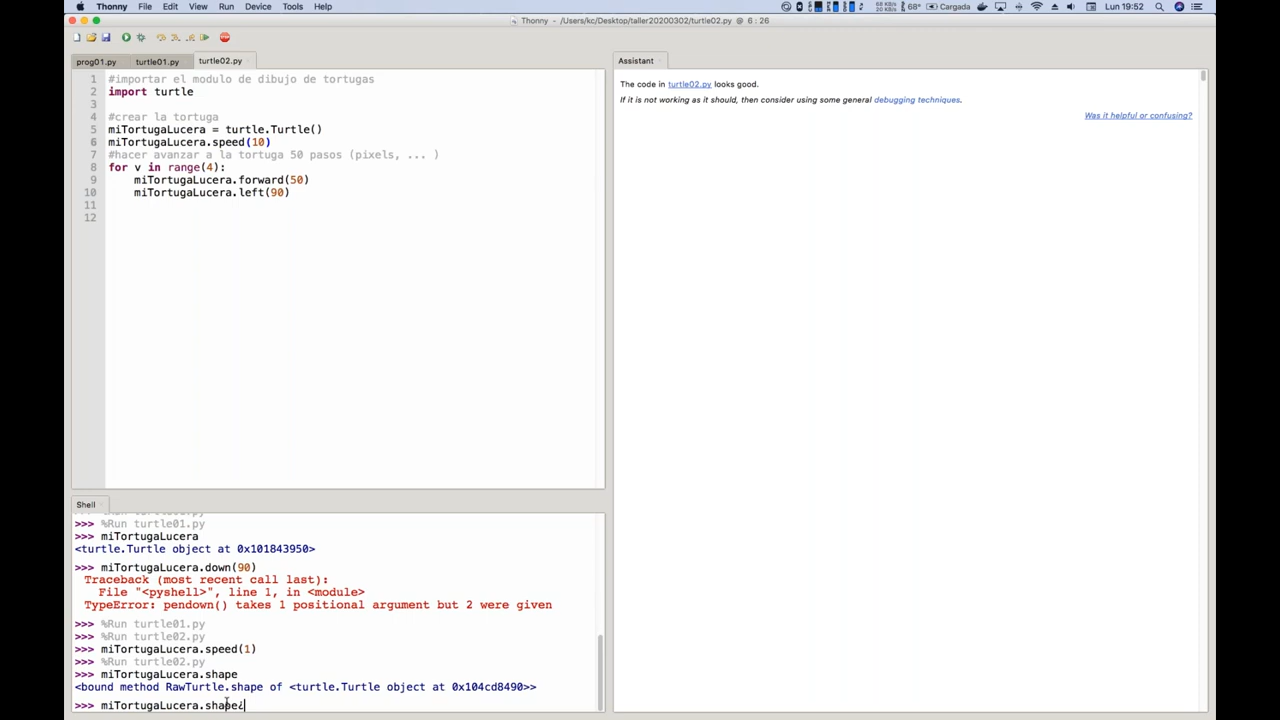 Thonny File Edit View Run Device Tools Help 68 KB/s 20 KB/s 68° Cargada Lun 19:52
Thonny - /Users/kc/Desktop/taller20200302/turtle02.py @ 6 : 26
prog01.py turtle01.py turtle02.py
Assistant
1 #importar el modulo de dibujo de tortugas
2 import turtle
3
4 #crear la tortuga
5 miTortugaLucera = turtle.Turtle()
6 miTortugaLucera.speed(10)
7 #hacer avanzar a la tortuga 50 pasos (pixels, ... )
8 for v in range(4):
9 miTortugaLucera.forward(50)
10 miTortugaLucera.left(90)
11
12
The code in turtle02.py looks good.
If it is not working as it should, then consider using some general debugging techniques.
Was it helpful or confusing?
Shell
>>> %Run turtle01.py
>>> miTortugaLucera
<turtle.Turtle object at 0x101843950>
>>> miTortugaLucera.down(90)
Traceback (most recent call last):
File "<pyshell>", line 1, in <module>
TypeError: pendown() takes 1 positional argument but 2 were given
>>> %Run turtle01.py
>>> %Run turtle02.py
>>> miTortugaLucera.speed(1)
>>> %Run turtle02.py
>>> miTortugaLucera.shape
<bound method RawTurtle.shape of <turtle.Turtle object at 0x104cd8490>>
>>> miTortugaLucera.shape¿